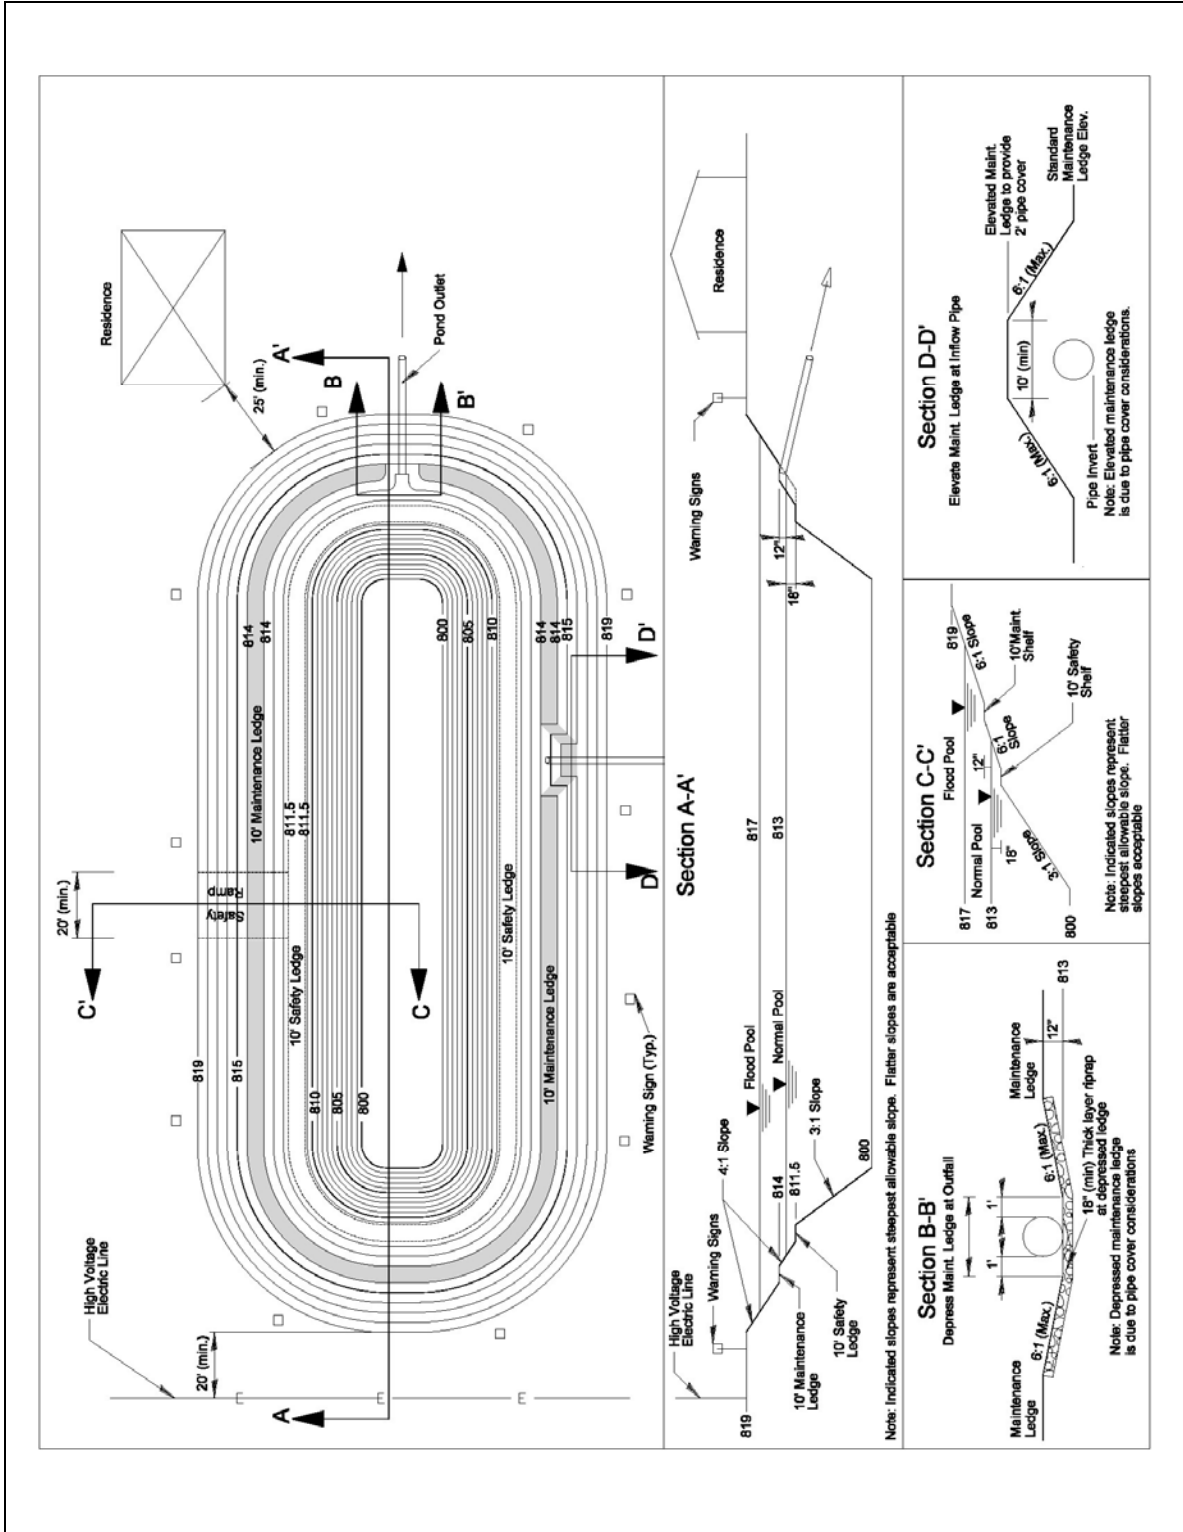 High Voltage
Electric Line
20' (min.)
A
C'
C
20' (min.)
Safety
Ramp
819
815
810
805
800
10' Safety Ledge
811.5
811.5
10' Maintenance Ledge
814
814
10' Maintenance Ledge
10' Safety Ledge
Warning Sign (Typ.)
800
805
810
814
814
815
819
D
D'
25' (min.)
Residence
A'
B
B'
Pond Outlet
Section A-A'
High Voltage
Electric Line
Warning Signs
819
4:1 Slope
Flood Pool
Normal Pool
817
813
814
811.5
3:1 Slope
800
10' Maintenance
Ledge
10' Safety
Ledge
12"
18"
Warning Signs
Residence
Note: Indicated slopes represent steepest allowable slope. Flatter slopes are acceptable
Section B-B'
Depress Maint. Ledge at Outfall
Maintenance
Ledge
6:1 (Max.)
1'
1'
6:1 (Max.)
Maintenance
Ledge
12"
813
18" (min) Thick layer riprap
at depressed ledge
Note: Depressed maintenance ledge
is due to pipe cover considerations
Section C-C'
Flood Pool
817
Normal Pool
813
18"
12"
800
3:1 Slope
6:1
Slope
6:1 Slope
819
10'Maint.
Shelf
10' Safety
Shelf
Note: Indicated slopes represent
steepest allowable slope. Flatter
slopes acceptable
Section D-D'
Elevate Maint. Ledge at Inflow Pipe
Elevated Maint.
Ledge to provide
2' pipe cover
6:1 (Max.)
10' (min)
6:1 (Max.)
Standard
Maintenance
Ledge Elev.
Pipe Invert
Note: Elevated maintenance ledge
is due to pipe cover considerations.